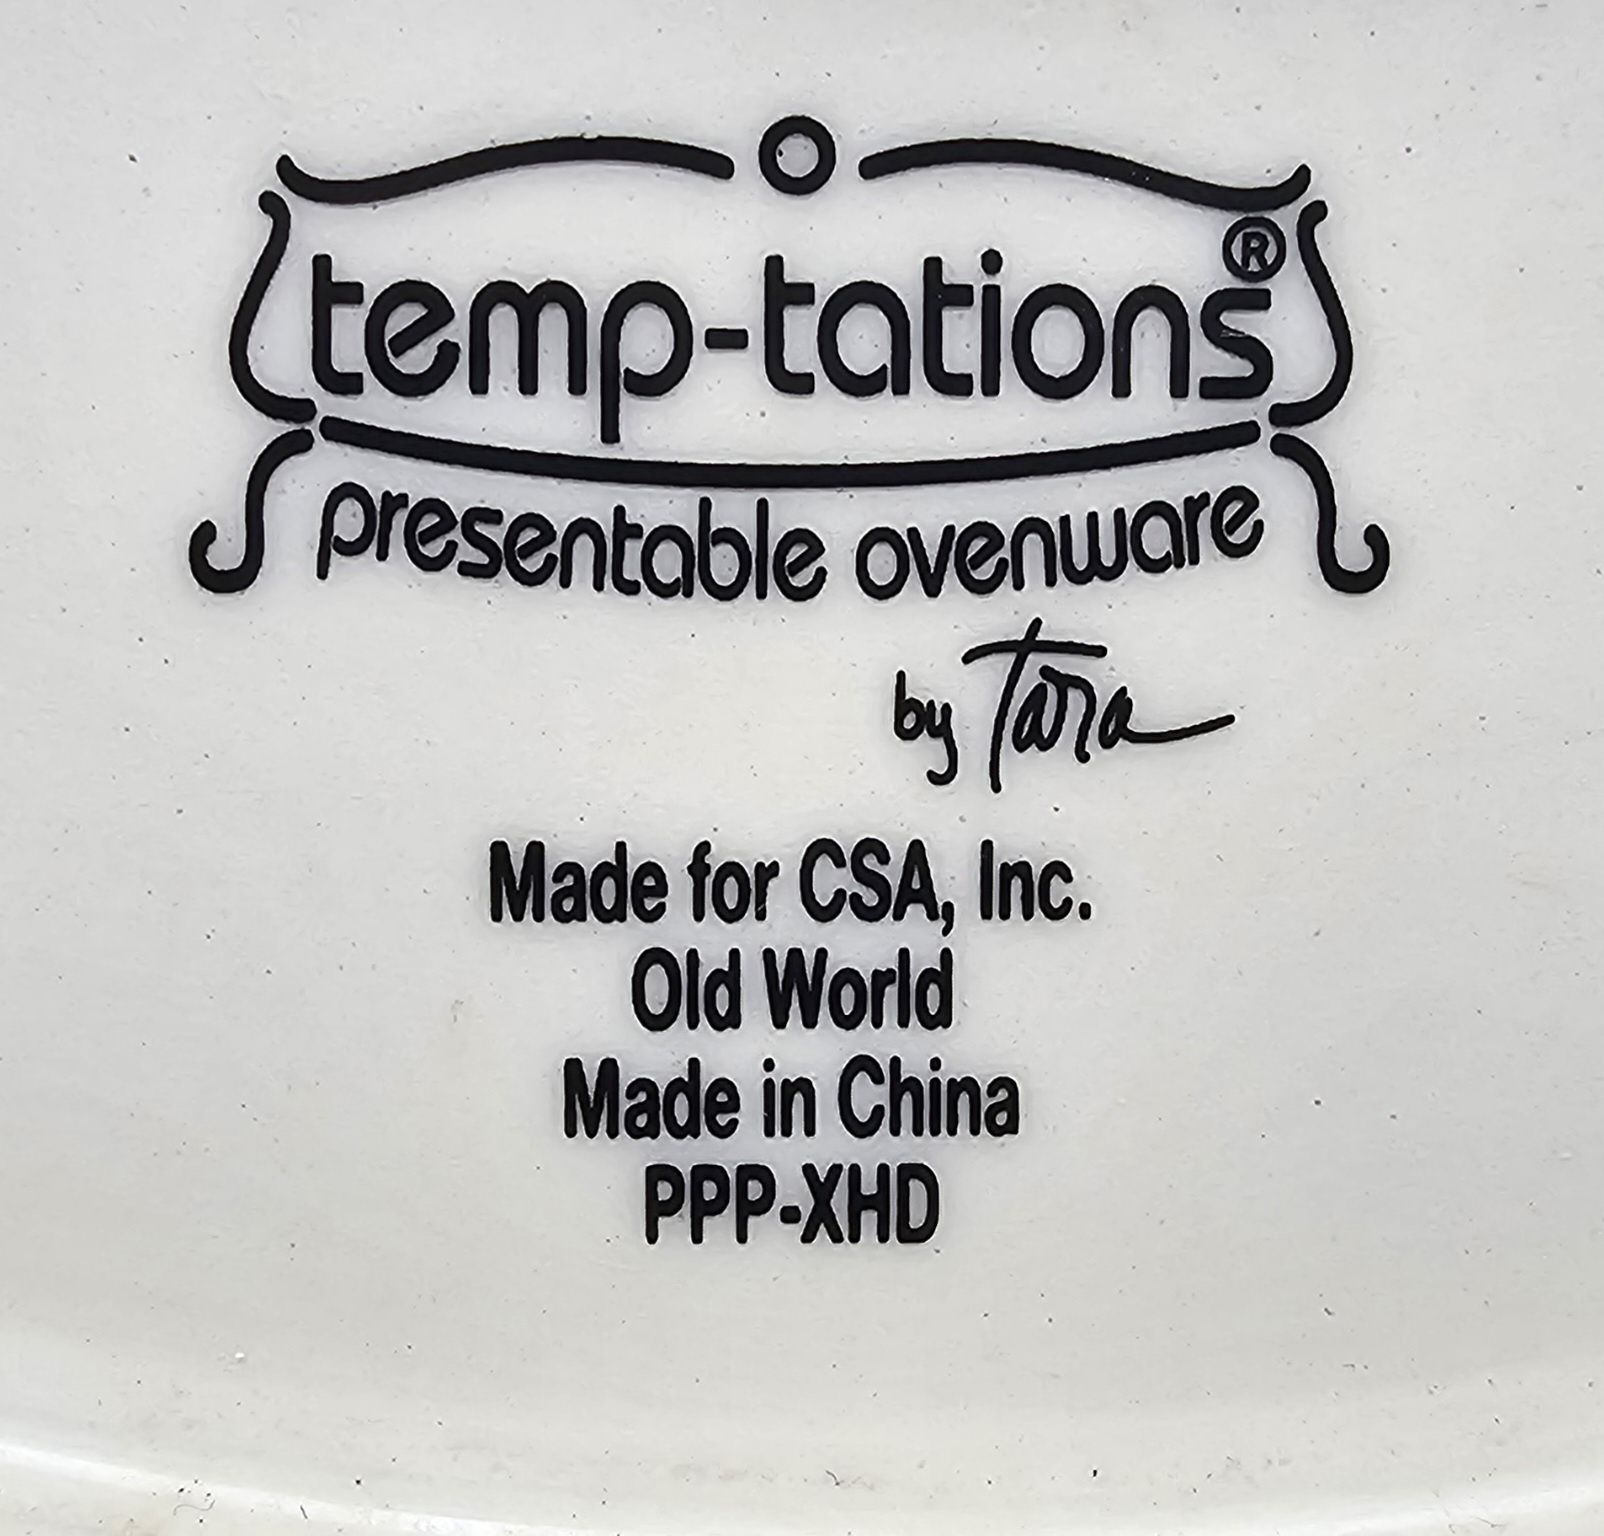 temp-tations®
presentable ovenware
by Tara
Made for CSA, Inc.
Old World
Made in China
PPP-XHD